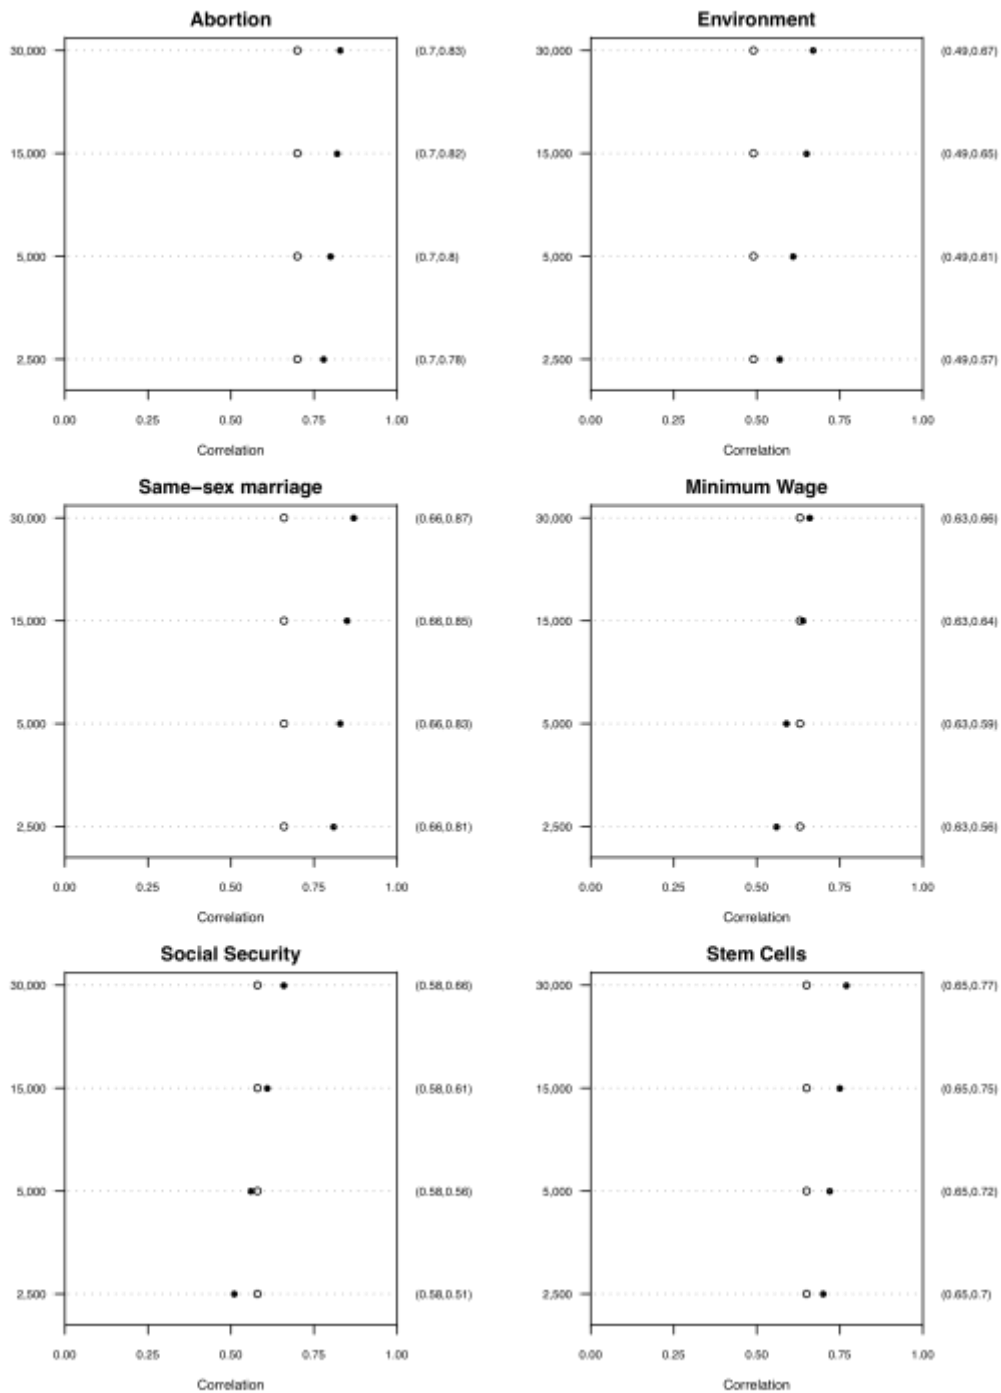 Abortion
30,000 (0.7,0.83)
15,000 (0.7,0.82)
5,000 (0.7,0.8)
2,500 (0.7,0.78)
0.00 0.25 0.50 0.75 1.00
Correlation
Environment
30,000 (0.49,0.67)
15,000 (0.49,0.65)
5,000 (0.49,0.61)
2,500 (0.49,0.57)
0.00 0.25 0.50 0.75 1.00
Correlation
Same−sex marriage
30,000 (0.66,0.87)
15,000 (0.66,0.85)
5,000 (0.66,0.83)
2,500 (0.66,0.81)
0.00 0.25 0.50 0.75 1.00
Correlation
Minimum Wage
30,000 (0.63,0.66)
15,000 (0.63,0.64)
5,000 (0.63,0.59)
2,500 (0.63,0.56)
0.00 0.25 0.50 0.75 1.00
Correlation
Social Security
30,000 (0.58,0.66)
15,000 (0.58,0.61)
5,000 (0.58,0.56)
2,500 (0.58,0.51)
0.00 0.25 0.50 0.75 1.00
Correlation
Stem Cells
30,000 (0.65,0.77)
15,000 (0.65,0.75)
5,000 (0.65,0.72)
2,500 (0.65,0.7)
0.00 0.25 0.50 0.75 1.00
Correlation